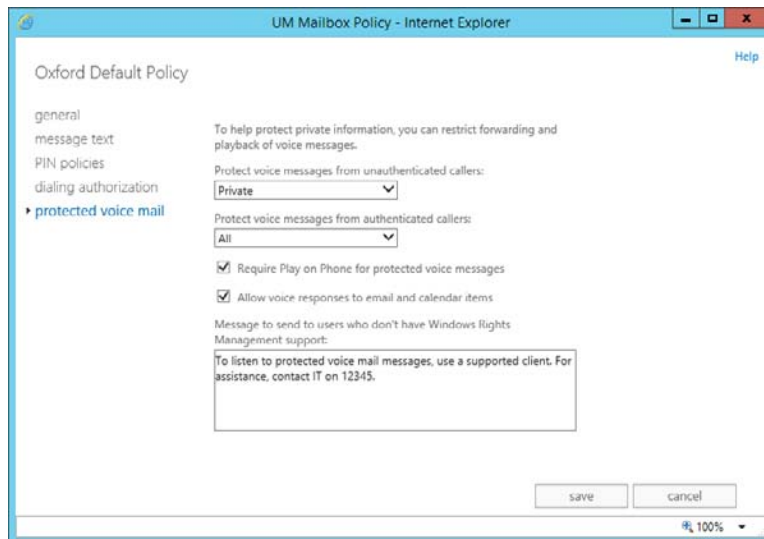 UM Mailbox Policy - Internet Explorer
Help
Oxford Default Policy
general
message text
PIN policies
dialing authorization
protected voice mail
To help protect private information, you can restrict forwarding and
playback of voice messages.
Protect voice messages from unauthenticated callers:
Private
Protect voice messages from authenticated callers:
All
Require Play on Phone for protected voice messages
Allow voice responses to email and calendar items
Message to send to users who don't have Windows Rights
Management support:
To listen to protected voice mail messages, use a supported client. For
assistance, contact IT on 12345.
save
cancel
100%